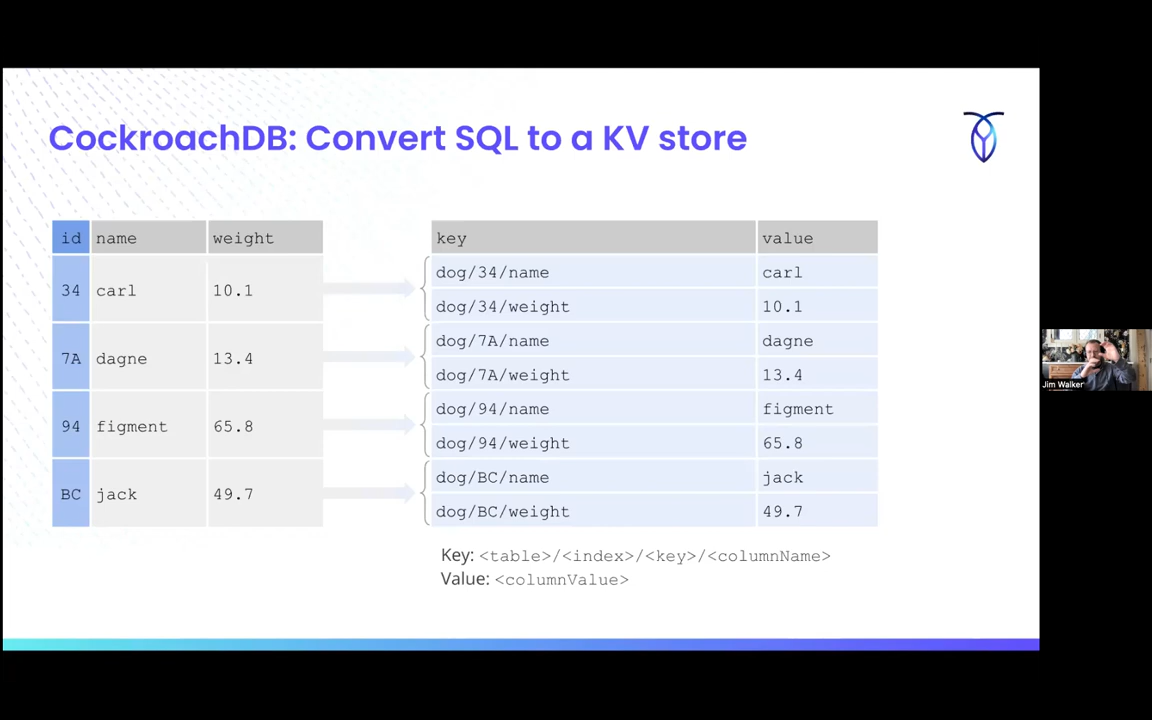 CockroachDB: Convert SQL to a KV store
id name weight
34 carl 10.1
7A dagne 13.4
94 figment 65.8
BC jack 49.7
key value
dog/34/name carl
dog/34/weight 10.1
dog/7A/name dagne
dog/7A/weight 13.4
dog/94/name figment
dog/94/weight 65.8
dog/BC/name jack
dog/BC/weight 49.7
Key: <table>/<index>/<key>/<columnName>
Value: <columnValue>
Jim Walker